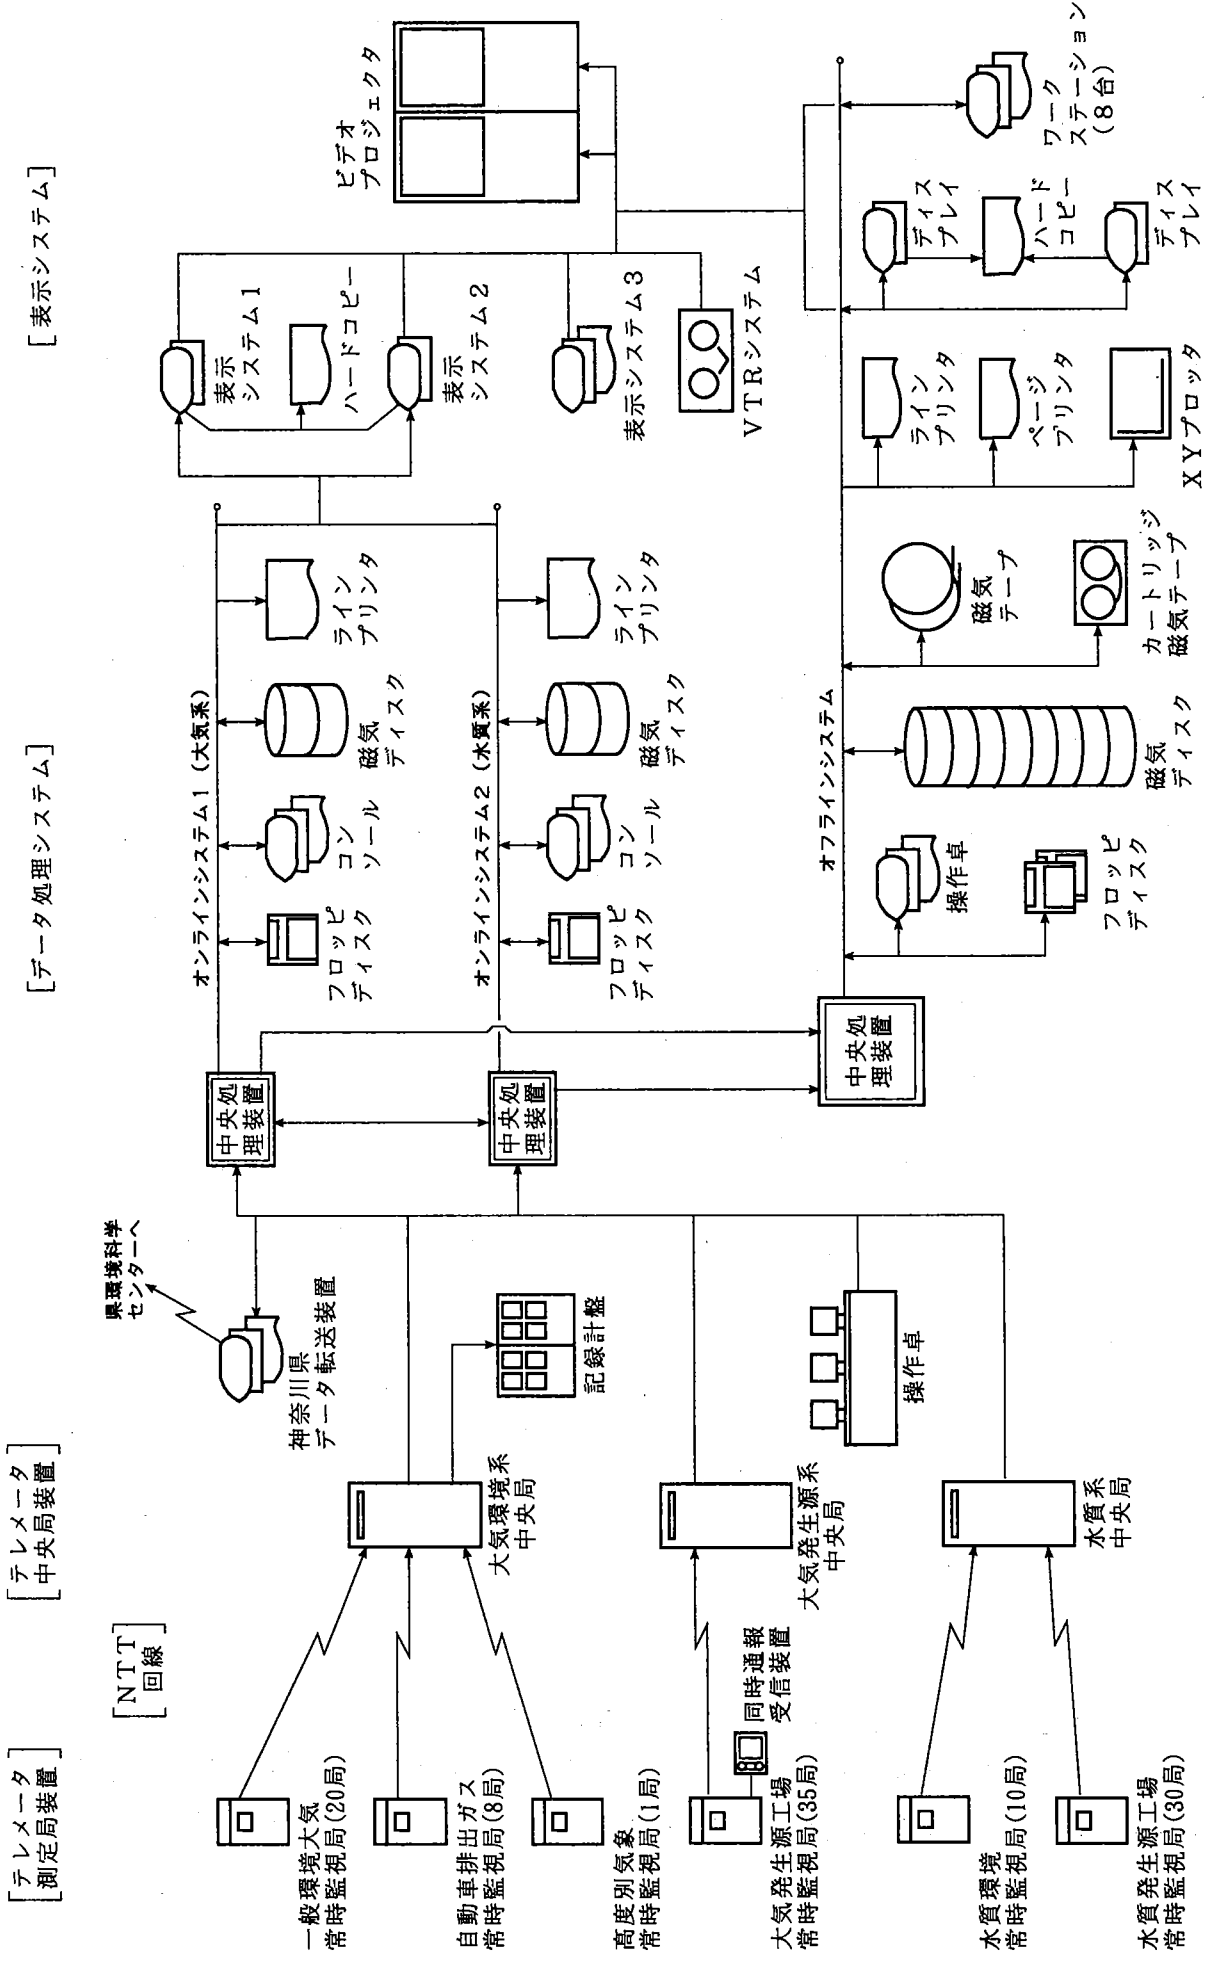 [テレメータ
測定局装置]
[NTT
回線]
[テレメータ
中央局装置]
[データ処理システム]
[表示システム]
一般環境大気
常時監視局(20局)
自動車排出ガス
常時監視局(8局)
高度別気象
常時監視局(1局)
大気発生源工場
常時監視局(35局)
同時通報
受信装置
水質環境
常時監視局(10局)
水質発生源工場
常時監視局(30局)
県環境科学
センターへ
神奈川県
データ転送装置
大気環境系
中央局
記録計盤
大気発生源系
中央局
操作卓
水質系
中央局
中央処
理装置
オンラインシステム1(大気系)
フロッピ
ディスク
コン
ソール
磁気
ディスク
ライン
プリンタ
中央処
理装置
オンラインシステム2(水質系)
フロッピ
ディスク
コン
ソール
磁気
ディスク
ライン
プリンタ
中央処
理装置
オフラインシステム
操作卓
フロッピ
ディスク
磁気
ディスク
磁気
テープ
カートリッジ
磁気テープ
ライン
プリンタ
ページ
プリンタ
XYプロッタ
ディス
プレイ
ハード
コピー
ディス
プレイ
ワーク
ステーション
(8台)
表示
システム1
ハードコピー
表示
システム2
表示システム3
VTRシステム
ビデオ
プロジェクタ